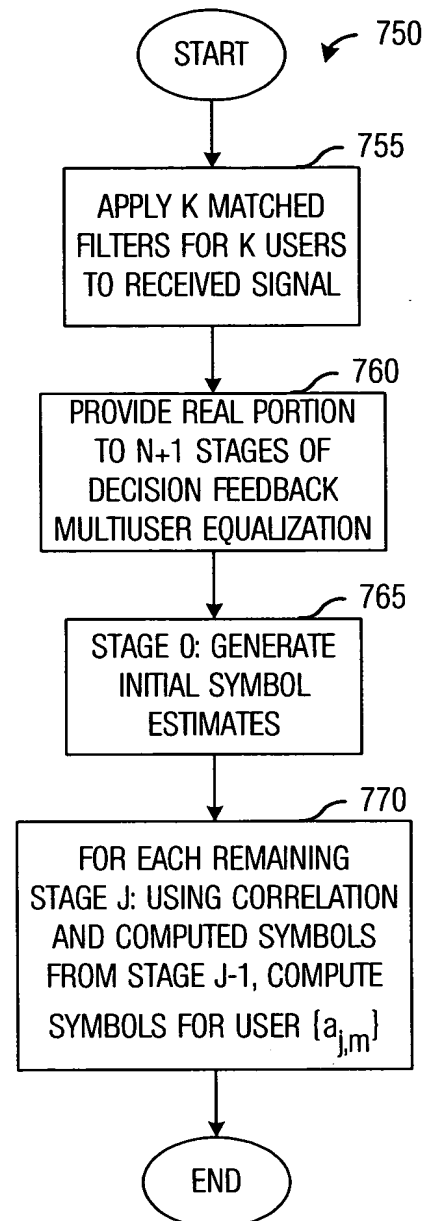 750
START
755
APPLY K MATCHED
FILTERS FOR K USERS
TO RECEIVED SIGNAL
760
PROVIDE REAL PORTION
TO N+1 STAGES OF
DECISION FEEDBACK
MULTIUSER EQUALIZATION
765
STAGE 0: GENERATE
INITIAL SYMBOL
ESTIMATES
770
FOR EACH REMAINING
STAGE J: USING CORRELATION
AND COMPUTED SYMBOLS
FROM STAGE J-1, COMPUTE
SYMBOLS FOR USER {a_{j,m}}
END